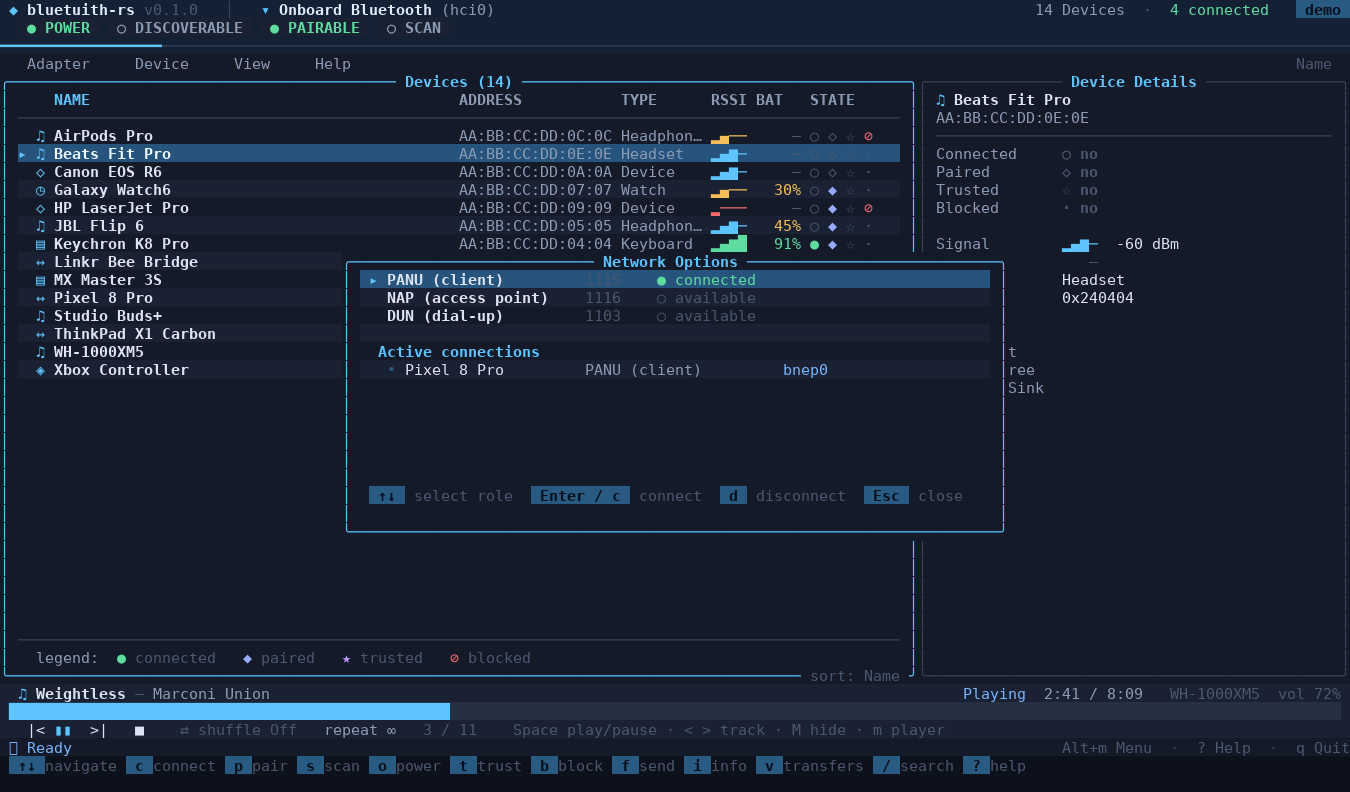 ◆ bluetuith-rs v0.1.0 │ ▾ Onboard Bluetooth (hci0) 14 Devices · 4 connected demo
● POWER ○ DISCOVERABLE ● PAIRABLE ○ SCAN
Adapter Device View Help Name
Devices (14) Device Details
NAME ADDRESS TYPE RSSI BAT STATE ♫ Beats Fit Pro
AA:BB:CC:DD:0E:0E
♫ AirPods Pro AA:BB:CC:DD:0C:0C Headphon… — ○ ◇ ☆ ⊘
▸ ♫ Beats Fit Pro AA:BB:CC:DD:0E:0E Headset — ○ ◇ ☆ · Connected ○ no
◇ Canon EOS R6 AA:BB:CC:DD:0A:0A Device — ○ ◇ ☆ · Paired ◇ no
◷ Galaxy Watch6 AA:BB:CC:DD:07:07 Watch 30% ○ ◆ ☆ · Trusted ☆ no
◇ HP LaserJet Pro AA:BB:CC:DD:09:09 Device — ○ ◆ ☆ ⊘ Blocked · no
♫ JBL Flip 6 AA:BB:CC:DD:05:05 Headphon… 45% ○ ◆ ☆ ·
▤ Keychron K8 Pro AA:BB:CC:DD:04:04 Keyboard 91% ● ◆ ☆ · Signal -60 dBm
↔ Linkr Bee Bridge Network Options —
▤ MX Master 3S ▸ PANU (client) 1115 ● connected Headset
↔ Pixel 8 Pro NAP (access point) 1116 ○ available 0x240404
♫ Studio Buds+ DUN (dial-up) 1103 ○ available
↔ ThinkPad X1 Carbon
♫ WH-1000XM5 Active connections t
◈ Xbox Controller • Pixel 8 Pro PANU (client) bnep0 ree
Sink
↑↓ select role Enter / c connect d disconnect Esc close
legend: ● connected ◆ paired ★ trusted ⊘ blocked
sort: Name
♫ Weightless — Marconi Union Playing 2:41 / 8:09 WH-1000XM5 vol 72%
|< ▮▮ >| ■ ⇄ shuffle Off repeat ∞ 3 / 11 Space play/pause · < > track · M hide · m player
Ready Alt+m Menu · ? Help · q Quit
↑↓ navigate c connect p pair s scan o power t trust b block f send i info v transfers / search ? help